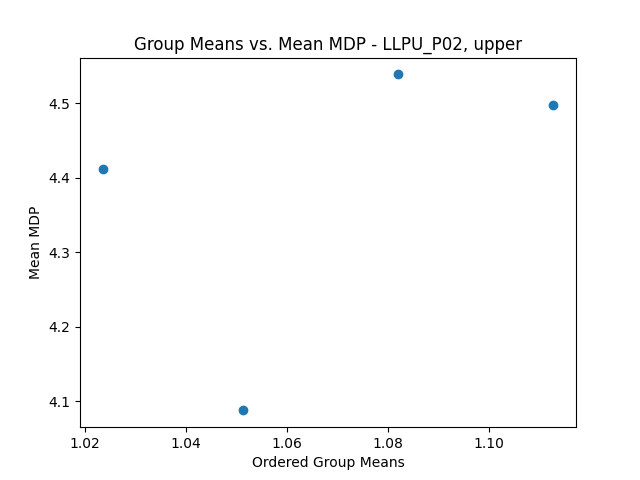 Group Means vs. Mean MDP - LLPU_P02, upper
4.5
4.4
4.3
4.2
4.1
Mean MDP
1.02 1.04 1.06 1.08 1.10
Ordered Group Means